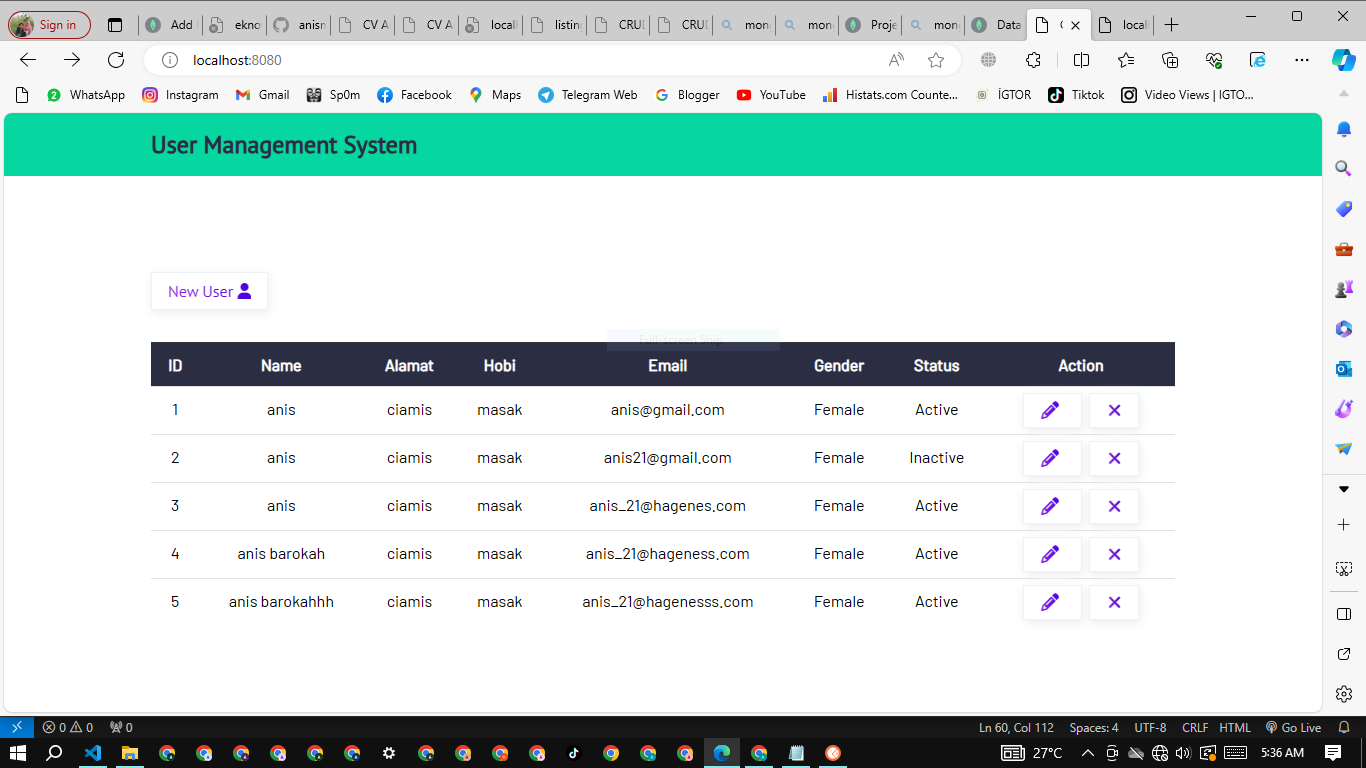 Sign in Add ekno anisn CV A CV A locall listing CRUD CRUD mon mon Proje mon Data C local
localhost:8080
WhatsApp Instagram Gmail Sp0m Facebook Maps Telegram Web Blogger YouTube Histats.com Counte... İGTOR Tiktok Video Views | IGTO...
User Management System
New User
Full-screen Snip
ID Name Alamat Hobi Email Gender Status Action
1 anis ciamis masak anis@gmail.com Female Active
2 anis ciamis masak anis21@gmail.com Female Inactive
3 anis ciamis masak anis_21@hagenes.com Female Active
4 anis barokah ciamis masak anis_21@hageness.com Female Active
5 anis barokahhh ciamis masak anis_21@hagenesss.com Female Active
0 0 0 Ln 60, Col 112 Spaces: 4 UTF-8 CRLF HTML Go Live
27°C 5:36 AM